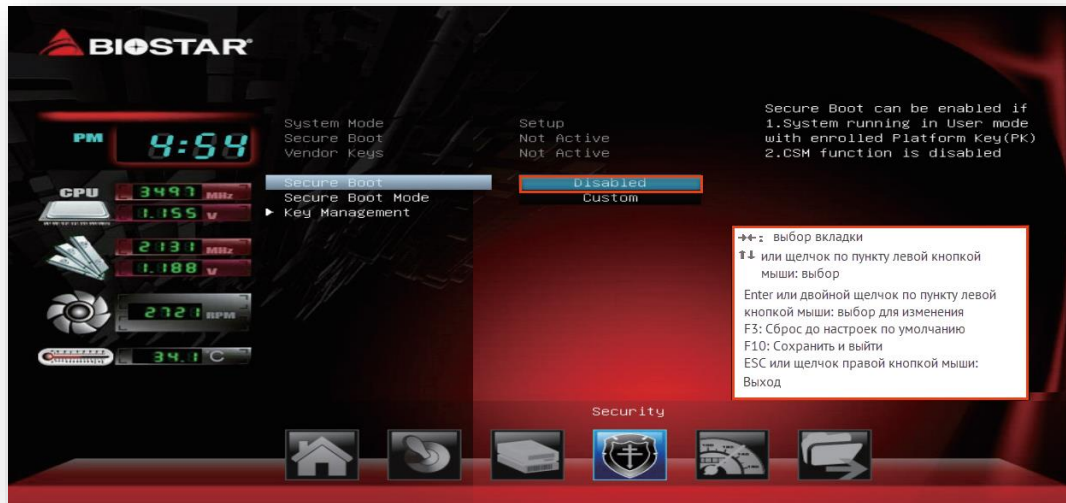 BIOSTAR
PM 4:54
CPU 3497 MHz
1.155 V
2131 MHz
1.188 V
2721 RPM
34.1 C
System Mode Setup
Secure Boot Not Active
Vendor Keys Not Active
Secure Boot Disabled
Secure Boot Mode Custom
Key Management
Secure Boot can be enabled if
1.System running in User mode
with enrolled Platform Key(PK)
2.CSM function is disabled
→←: выбор вкладки
↑↓ или щелчок по пункту левой кнопкой
мыши: выбор
Enter или двойной щелчок по пункту левой
кнопкой мыши: выбор для изменения
F3: Сброс до настроек по умолчанию
F10: Сохранить и выйти
ESC или щелчок правой кнопкой мыши:
Выход
Security